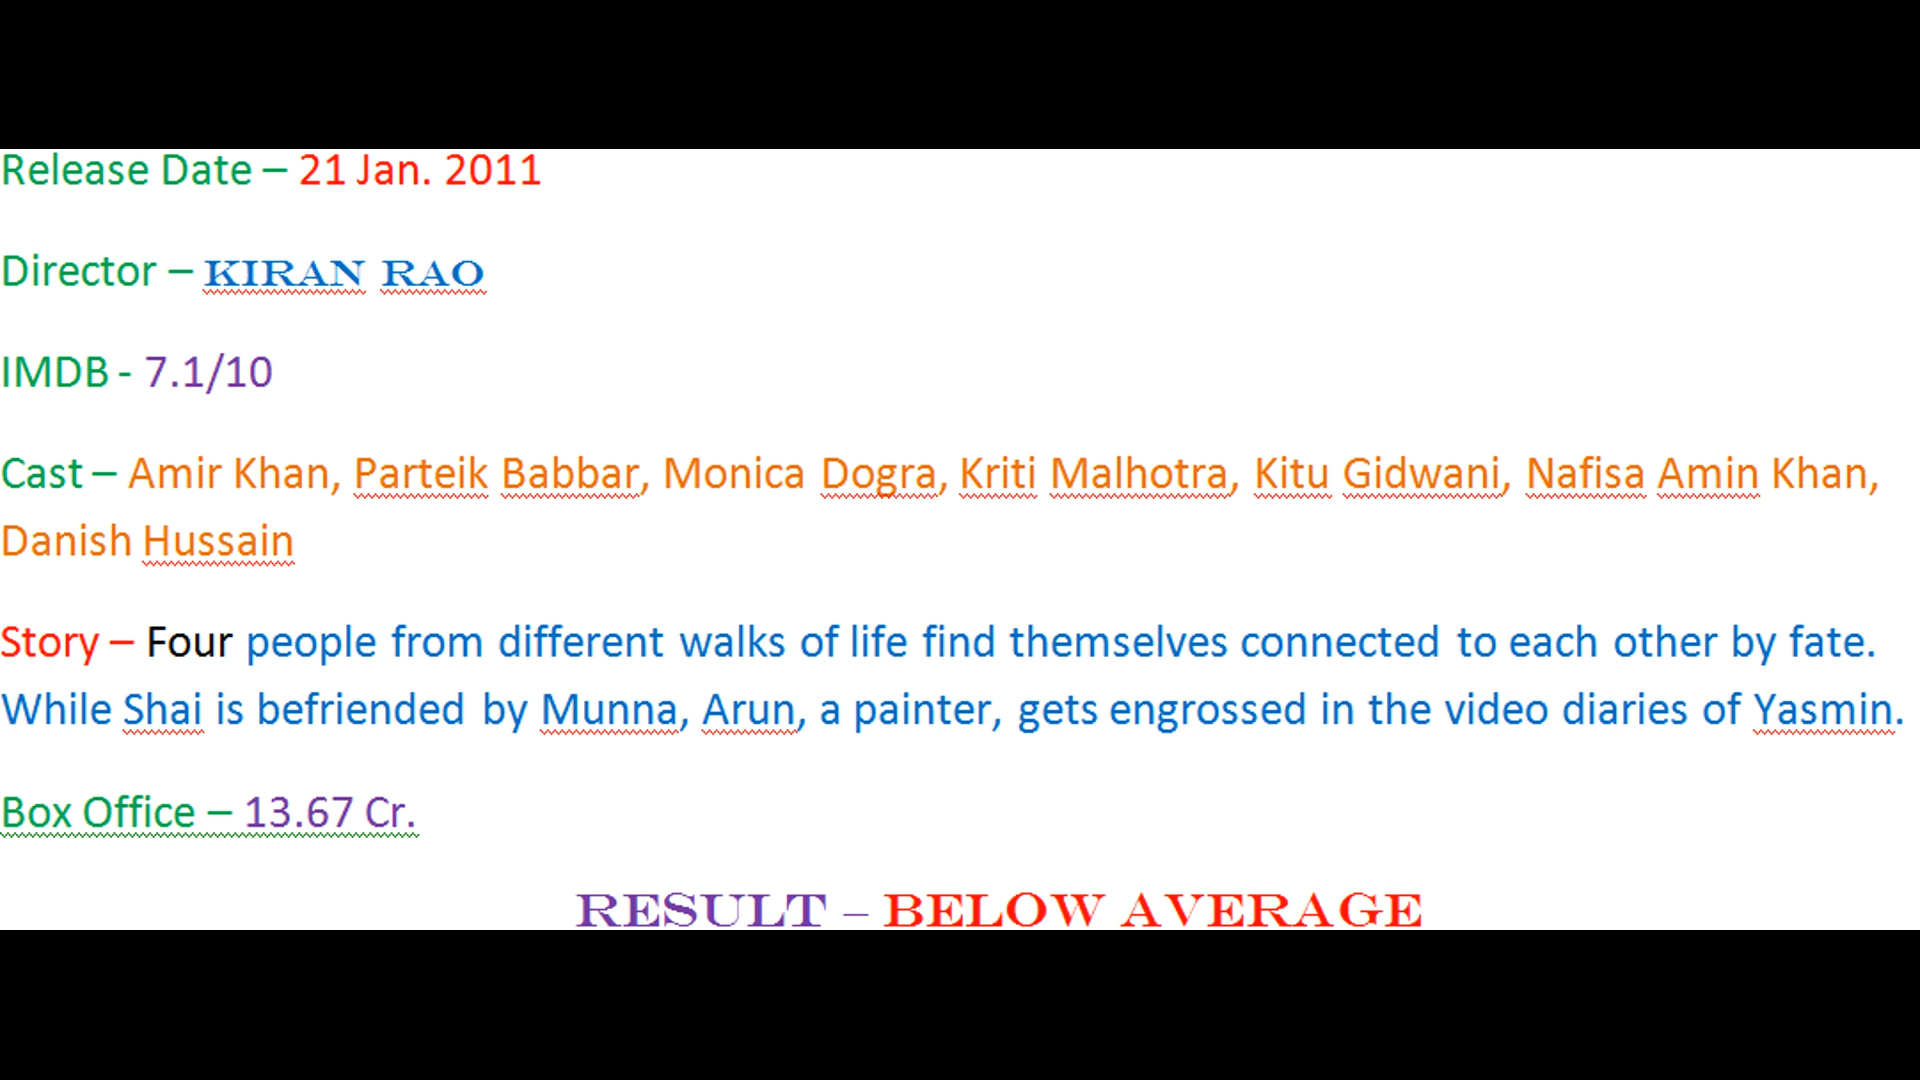 Release Date – 21 Jan. 2011
Director – KIRAN RAO
IMDB - 7.1/10
Cast – Amir Khan, Parteik Babbar, Monica Dogra, Kriti Malhotra, Kitu Gidwani, Nafisa Amin Khan,
Danish Hussain
Story – Four people from different walks of life find themselves connected to each other by fate.
While Shai is befriended by Munna, Arun, a painter, gets engrossed in the video diaries of Yasmin.
Box Office – 13.67 Cr.
RESULT – BELOW AVERAGE